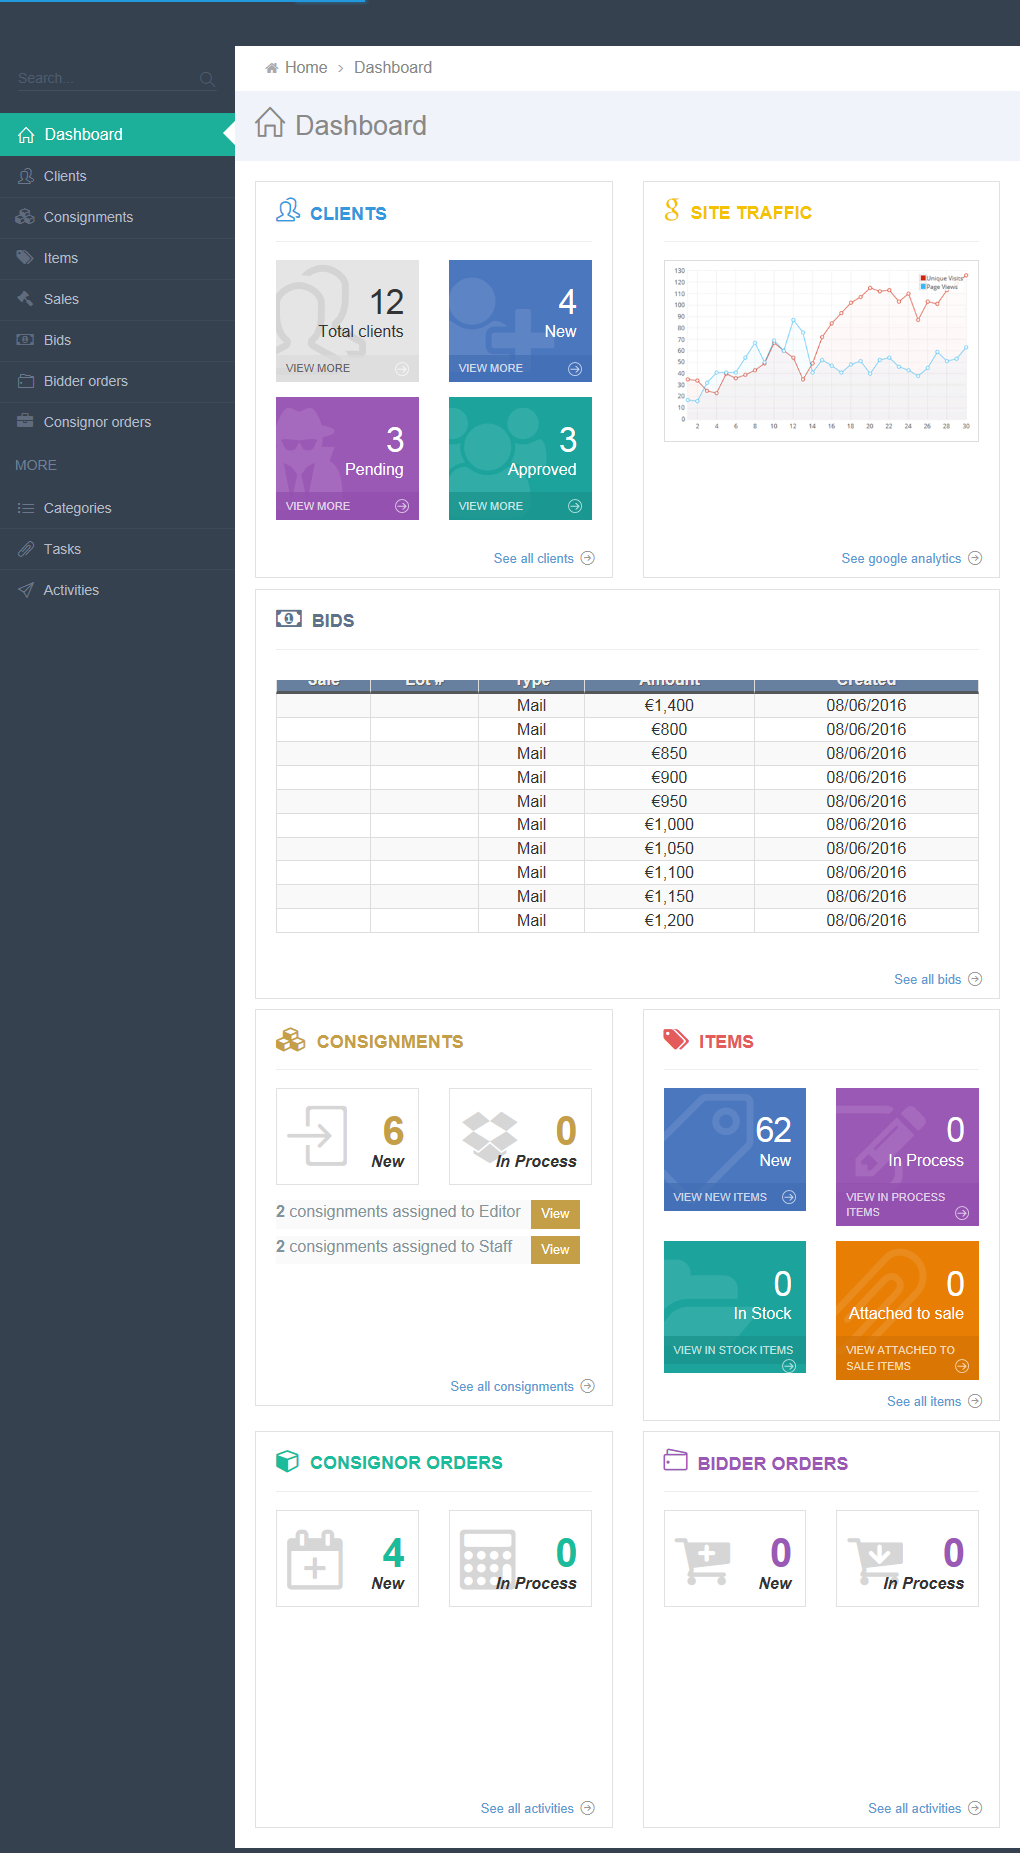 Home > Dashboard
Search...
Dashboard
Dashboard
Clients
Consignments
Items
Sales
Bids
Bidder orders
Consignor orders
MORE
Categories
Tasks
Activities
CLIENTS
12
Total clients
VIEW MORE
4
New
VIEW MORE
3
Pending
VIEW MORE
3
Approved
VIEW MORE
See all clients
SITE TRAFFIC
Unique Visits
Page Views
130
120
110
100
90
80
70
60
50
40
30
20
10
0
2 4 6 8 10 12 14 16 18 20 22 24 26 28 30
See google analytics
BIDS
Sale Lot # Type Amount Created
Mail €1,400 08/06/2016
Mail €800 08/06/2016
Mail €850 08/06/2016
Mail €900 08/06/2016
Mail €950 08/06/2016
Mail €1,000 08/06/2016
Mail €1,050 08/06/2016
Mail €1,100 08/06/2016
Mail €1,150 08/06/2016
Mail €1,200 08/06/2016
See all bids
CONSIGNMENTS
6
New
0
In Process
2 consignments assigned to Editor View
2 consignments assigned to Staff View
See all consignments
ITEMS
62
New
VIEW NEW ITEMS
0
In Process
VIEW IN PROCESS
ITEMS
0
In Stock
VIEW IN STOCK ITEMS
0
Attached to sale
VIEW ATTACHED TO
SALE ITEMS
See all items
CONSIGNOR ORDERS
4
New
0
In Process
See all activities
BIDDER ORDERS
0
New
0
In Process
See all activities